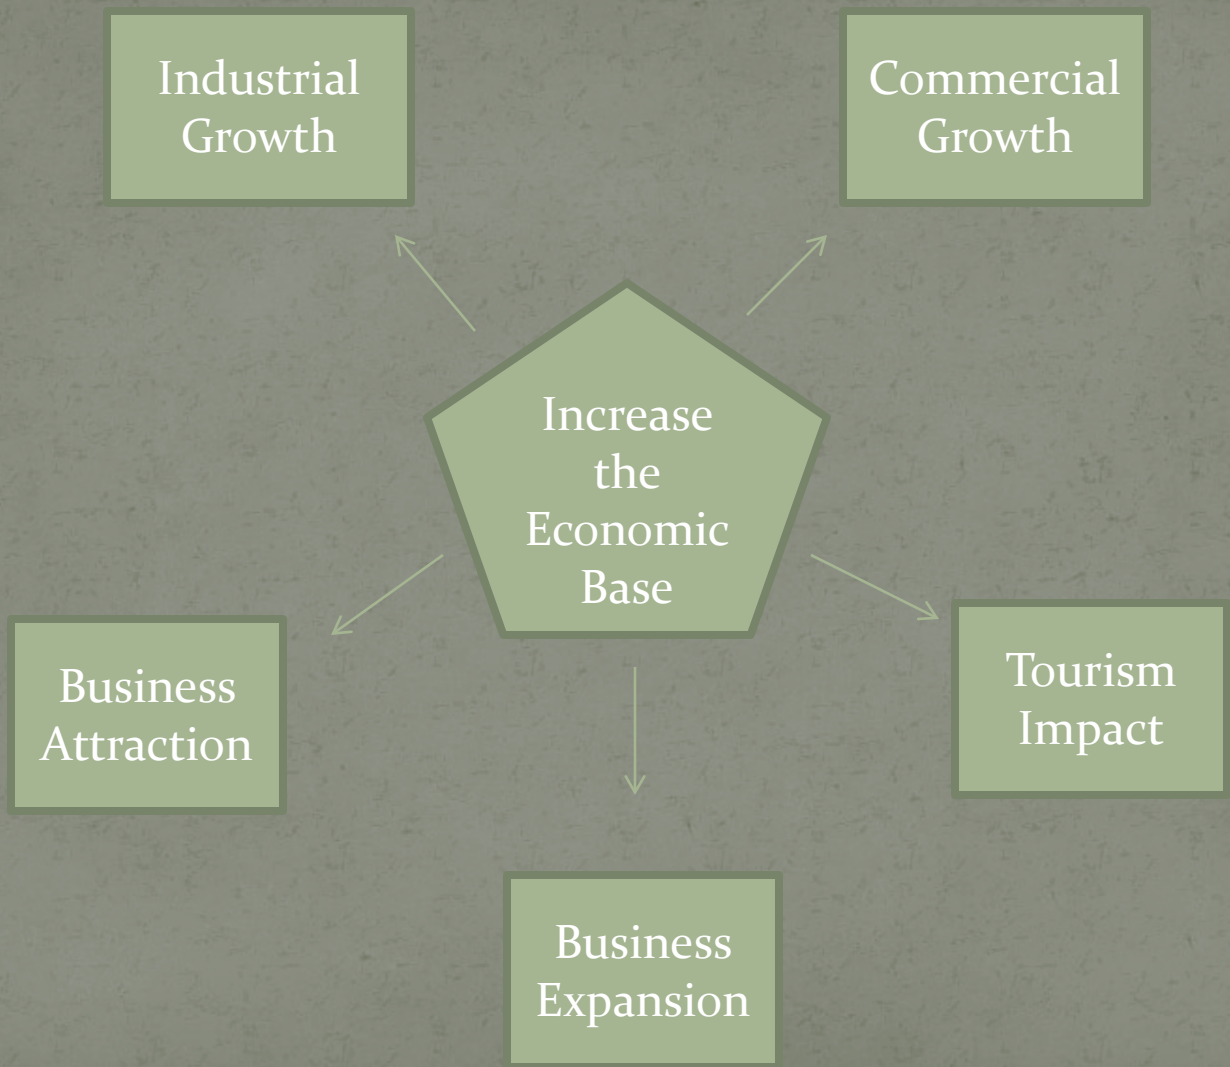 Industrial
Growth
Commercial
Growth
Increase
the
Economic
Base
Business
Attraction
Tourism
Impact
Business
Expansion